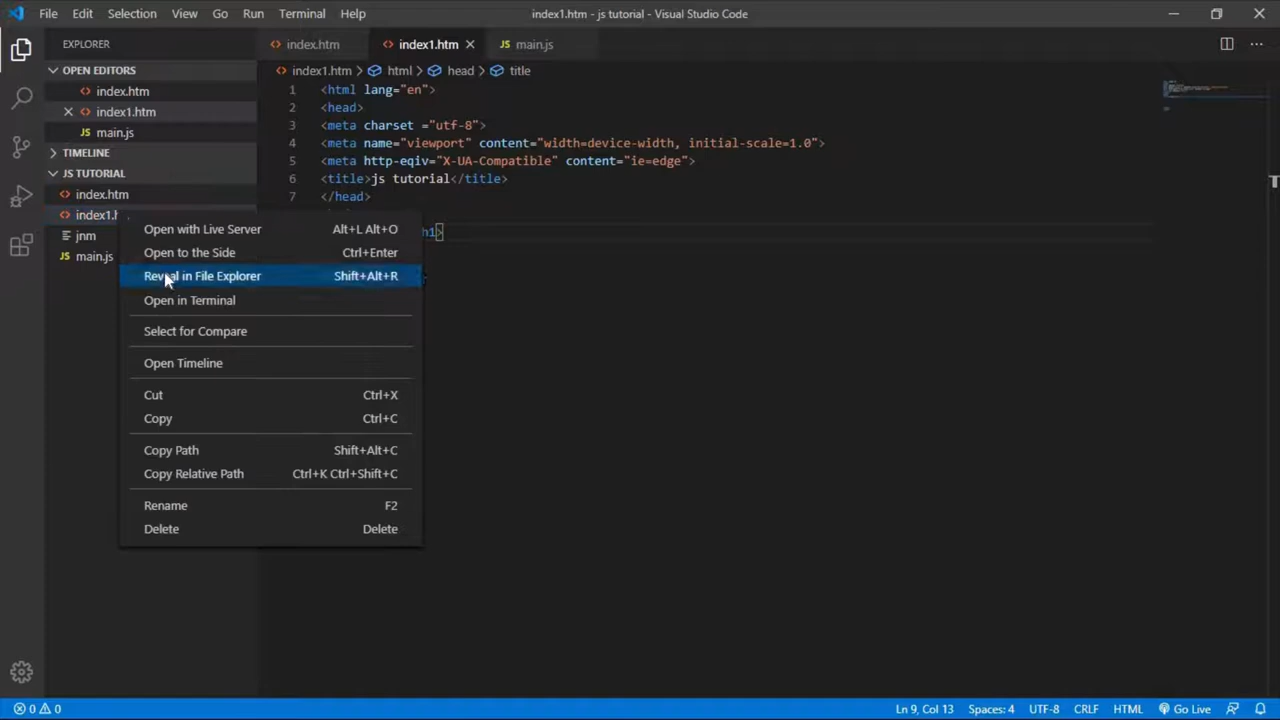 File Edit Selection View Go Run Terminal Help index1.htm - js tutorial - Visual Studio Code
EXPLORER
OPEN EDITORS
index.htm
index1.htm
main.js
TIMELINE
JS TUTORIAL
index.htm
index1.h
jnm
JS main.js
index.htm index1.htm JS main.js
index1.htm > html > head > title
1 <html lang="en">
2 <head>
3 <meta charset ="utf-8">
4 <meta name="viewport" content="width=device-width, initial-scale=1.0">
5 <meta http-eqiv="X-UA-Compatible" content="ie=edge">
6 <title>js tutorial</title>
7 </head>
h1>
Open with Live Server Alt+L Alt+O
Open to the Side Ctrl+Enter
Reveal in File Explorer Shift+Alt+R
Open in Terminal
Select for Compare
Open Timeline
Cut Ctrl+X
Copy Ctrl+C
Copy Path Shift+Alt+C
Copy Relative Path Ctrl+K Ctrl+Shift+C
Rename F2
Delete Delete
0 0 Ln 9, Col 13 Spaces: 4 UTF-8 CRLF HTML Go Live